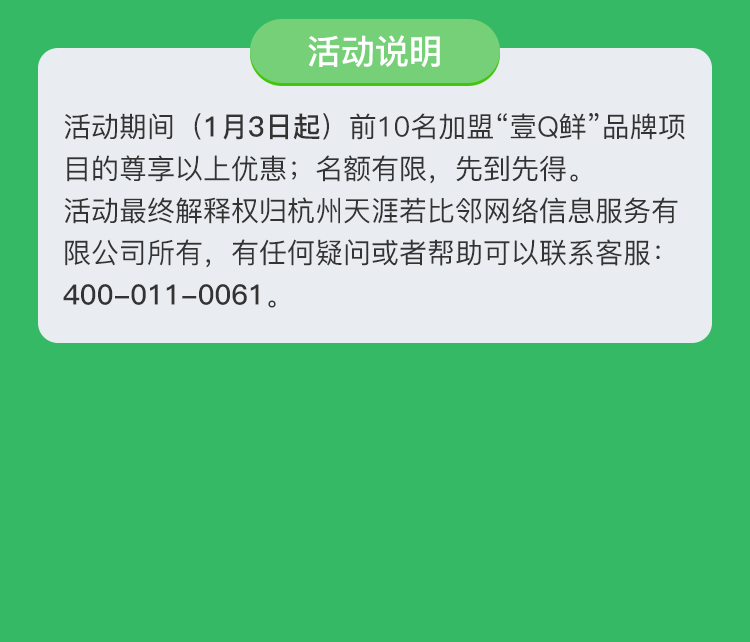 活动说明
活动期间（1月3日起）前10名加盟“壹Q鲜”品牌项
目的尊享以上优惠；名额有限，先到先得。
活动最终解释权归杭州天涯若比邻网络信息服务有
限公司所有，有任何疑问或者帮助可以联系客服：
400-011-0061。